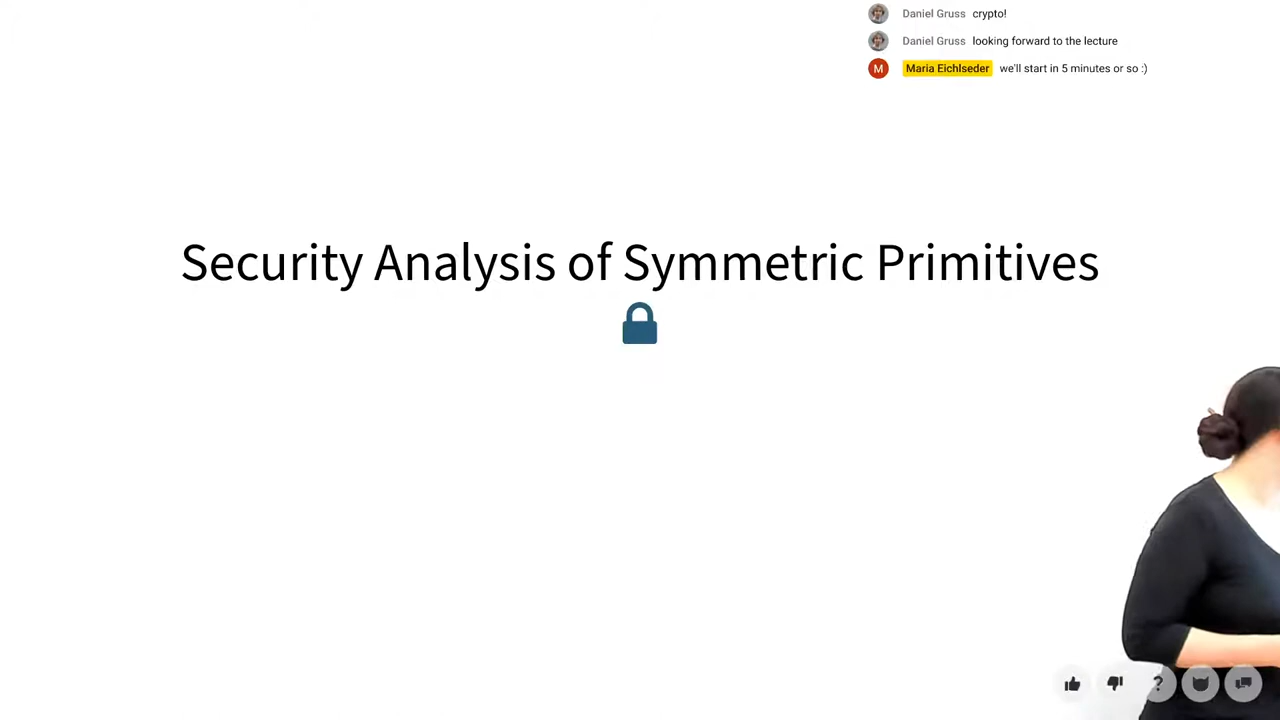 Daniel Gruss crypto!
Daniel Gruss looking forward to the lecture
M Maria Eichlseder we'll start in 5 minutes or so :)
Security Analysis of Symmetric Primitives
?